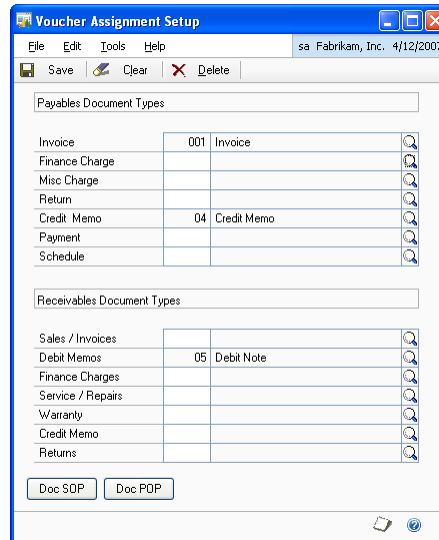 Voucher Assignment Setup
File Edit Tools Help sa Fabrikam, Inc. 4/12/2007
Save Clear Delete
Payables Document Types
Invoice 001 Invoice
Finance Charge
Misc Charge
Return
Credit Memo 04 Credit Memo
Payment
Schedule
Receivables Document Types
Sales / Invoices
Debit Memos 05 Debit Note
Finance Charges
Service / Repairs
Warranty
Credit Memo
Returns
Doc SOP Doc POP